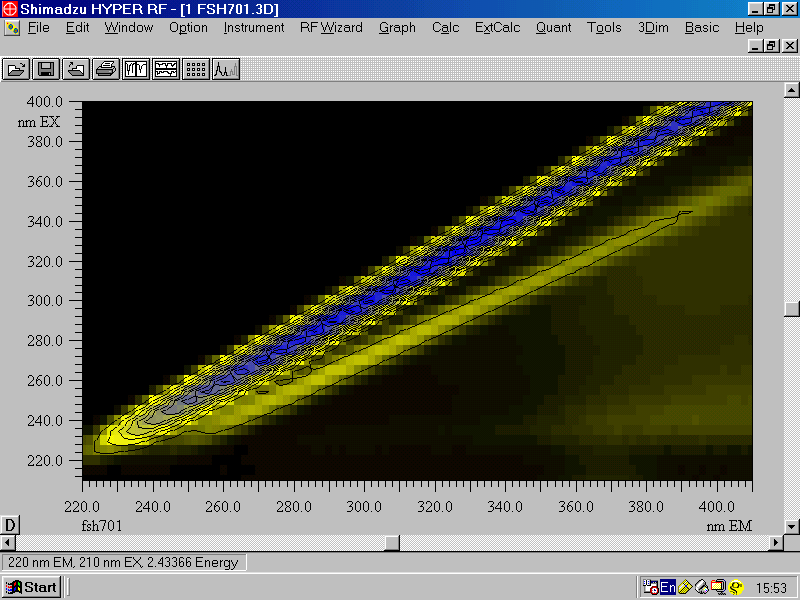 Shimadzu HYPER RF - [1 FSH701.3D]
File Edit Window Option Instrument RF Wizard Graph Calc ExtCalc Quant Tools 3Dim Basic Help
400.0
nm EX
380.0
360.0
340.0
320.0
300.0
280.0
260.0
240.0
220.0
220.0 240.0 260.0 280.0 300.0 320.0 340.0 360.0 380.0 400.0
D fsh701 nm EM
220 nm EM, 210 nm EX, 2.43366 Energy
Start En 15:53